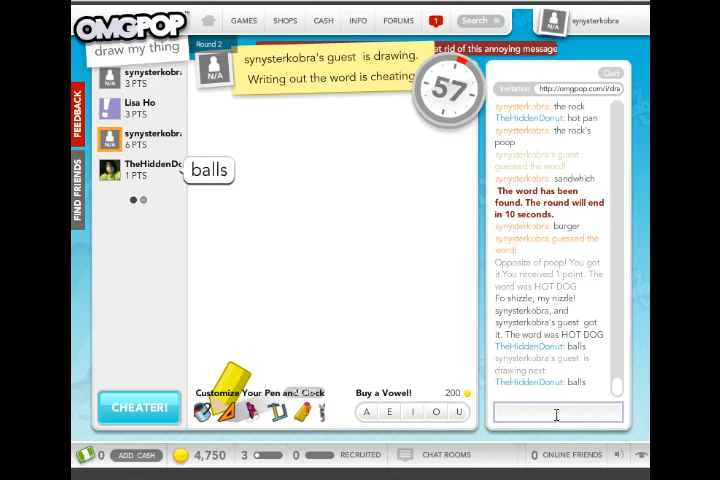 OMGPOP
draw my thing
GAMES SHOPS CASH INFO FORUMS 1 Search
N/A synysterkobra
Round 2
et rid of this annoying message
N/A
synysterkobra's guest is drawing.
Writing out the word is cheating
57
FEEDBACK
FIND FRIENDS
N/A synysterkobra
3 PTS
Lisa Ho
3 PTS
N/A synysterkobra
6 PTS
TheHiddenDo
1 PTS
balls
CHEATER!
Customize Your Pen and Clock
Buy a Vowel! 200
A E I O U
Quit
Invitation http://omgpop.com/i/dra
synysterkobra: the rock
TheHiddenDonut: hot pan
synysterkobra: the rock's
poop
synysterkobra's guest
guessed the word!
synysterkobra: sandwhich
The word has been
found. The round will end
in 10 seconds.
synysterkobra: burger
synysterkobra guessed the
word!
Opposite of poop! You got
it.You received 1 point. The
word was HOT DOG
Fo shizzle, my nizzle!
synysterkobra, and
synysterkobra's guest got
it. The word was HOT DOG
TheHiddenDonut: balls
synysterkobra's guest is
drawing next
TheHiddenDonut: balls
0 ADD CASH 4,750 3 0 RECRUITED CHAT ROOMS 0 ONLINE FRIENDS